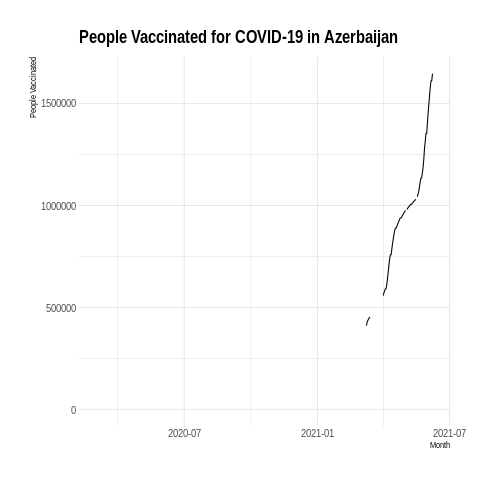 People Vaccinated for COVID-19 in Azerbaijan
People Vaccinated
1500000
1000000
500000
0
2020-07
2021-01
2021-07
Month